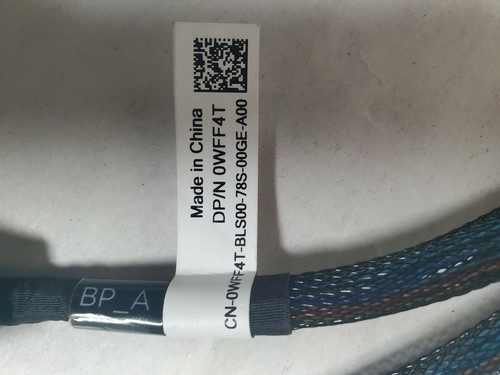 Made in China
DP/N 0WFF4T
CN-0WFF4T-BLS00-78S-00GE-A00
BP_A